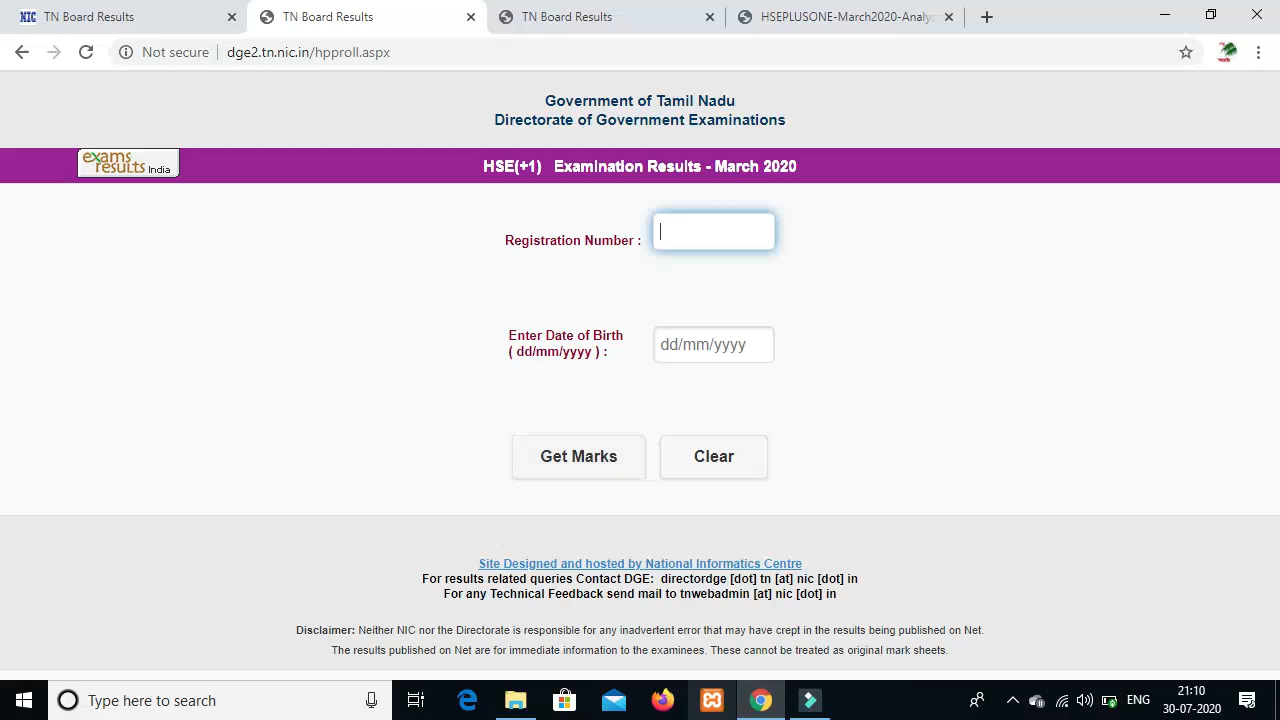 NIC TN Board Results
TN Board Results
TN Board Results
HSEPLUSONE-March2020-Analys
Not secure dge2.tn.nic.in/hpproll.aspx
Government of Tamil Nadu
Directorate of Government Examinations
exams
results India
HSE(+1) Examination Results - March 2020
Registration Number :
Enter Date of Birth
( dd/mm/yyyy ) :
dd/mm/yyyy
Get Marks
Clear
Site Designed and hosted by National Informatics Centre
For results related queries Contact DGE: directordge [dot] tn [at] nic [dot] in
For any Technical Feedback send mail to tnwebadmin [at] nic [dot] in
Disclaimer: Neither NIC nor the Directorate is responsible for any inadvertent error that may have crept in the results being published on Net.
The results published on Net are for immediate information to the examinees. These cannot be treated as original mark sheets.
Type here to search
ENG
21:10
30-07-2020